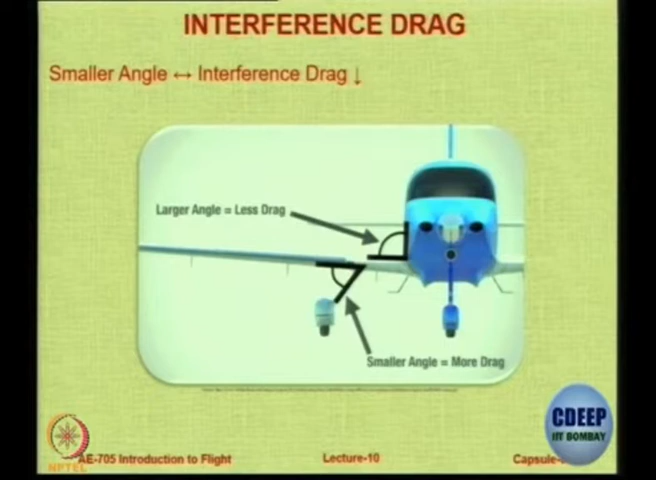 INTERFERENCE DRAG
Smaller Angle ↔ Interference Drag ↓
Larger Angle = Less Drag
Smaller Angle = More Drag
CDEEP
IIT BOMBAY
NPTEL
AE-705 Introduction to Flight
Lecture-10
Capsule-